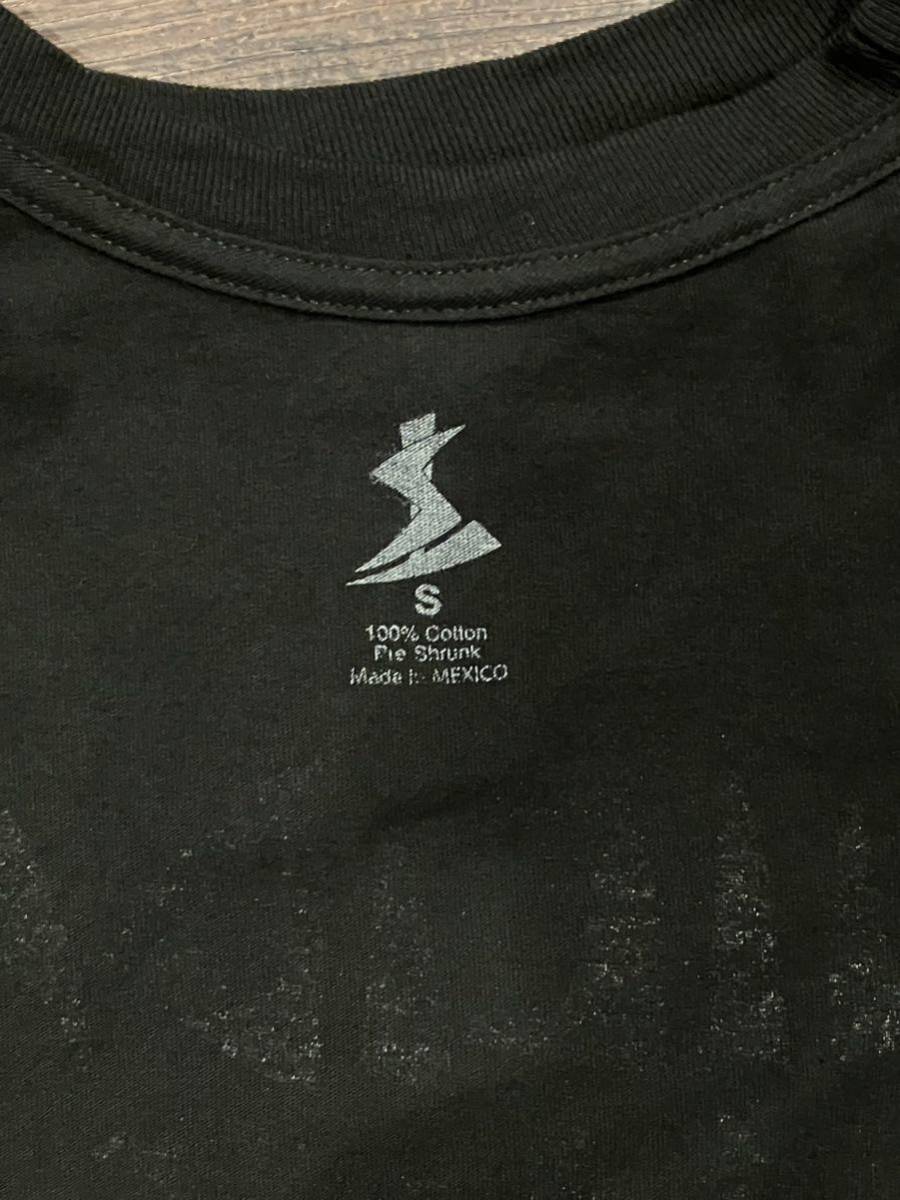 S
100% Cotton
Pre Shrunk
Made in MEXICO